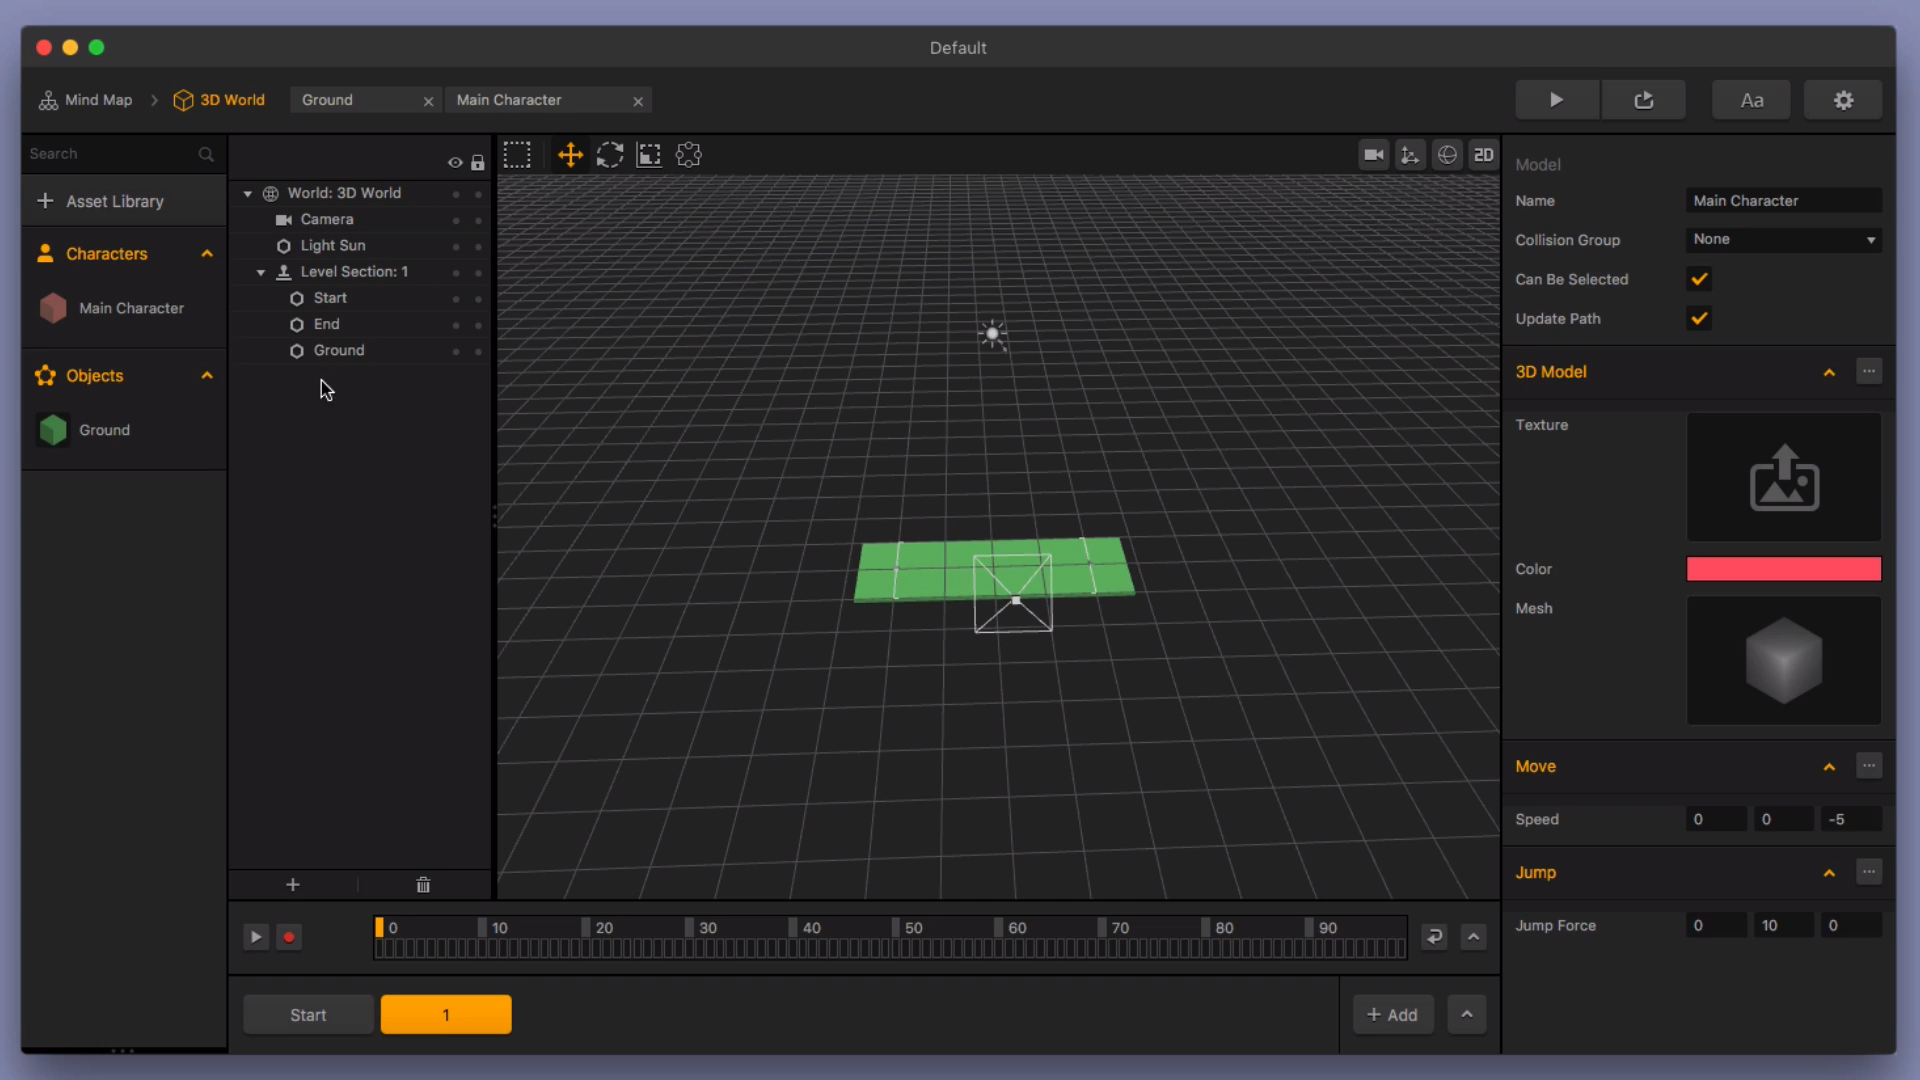 Default
Mind Map
3D World
Ground
Main Character
Aa
Search
Asset Library
Characters
Main Character
Objects
Ground
World: 3D World
Camera
Light Sun
Level Section: 1
Start
End
Ground
2D
Model
Name
Main Character
Collision Group
None
Can Be Selected
Update Path
3D Model
Texture
Color
Mesh
Move
Speed
0
0
-5
Jump
Jump Force
0
10
0
0 10 20 30 40 50 60 70 80 90
Start
1
+ Add